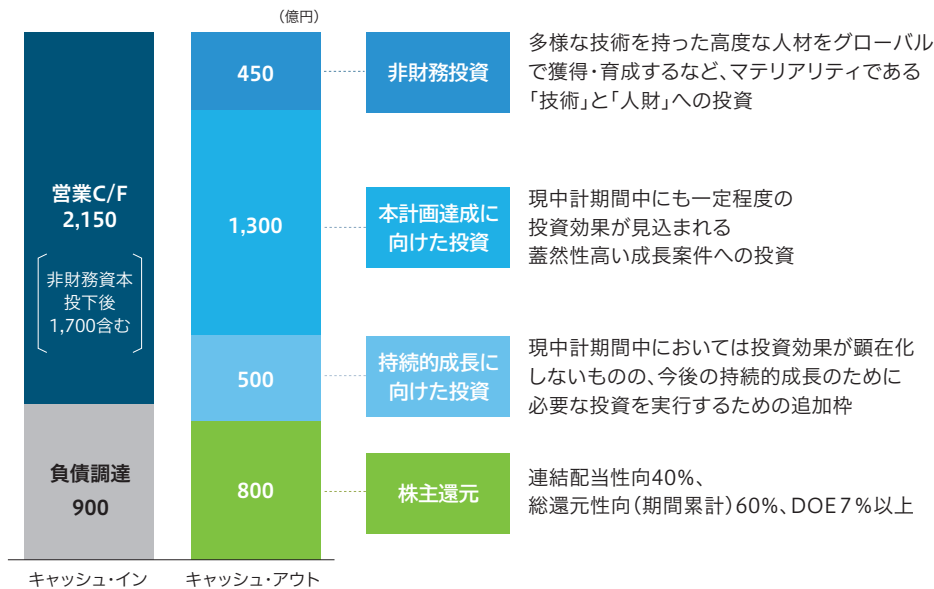 （億円）
営業C/F
2,150
非財務資本
投下後
1,700含む
負債調達
900
キャッシュ・イン
450
1,300
500
800
キャッシュ・アウト
非財務投資
多様な技術を持った高度な人材をグローバル
で獲得・育成するなど、マテリアリティである
「技術」と「人財」への投資
本計画達成に
向けた投資
現中計期間中にも一定程度の
投資効果が見込まれる
蓋然性高い成長案件への投資
持続的成長に
向けた投資
現中計期間中においては投資効果が顕在化
しないものの、今後の持続的成長のために
必要な投資を実行するための追加枠
株主還元
連結配当性向40%、
総還元性向（期間累計）60%、DOE7%以上